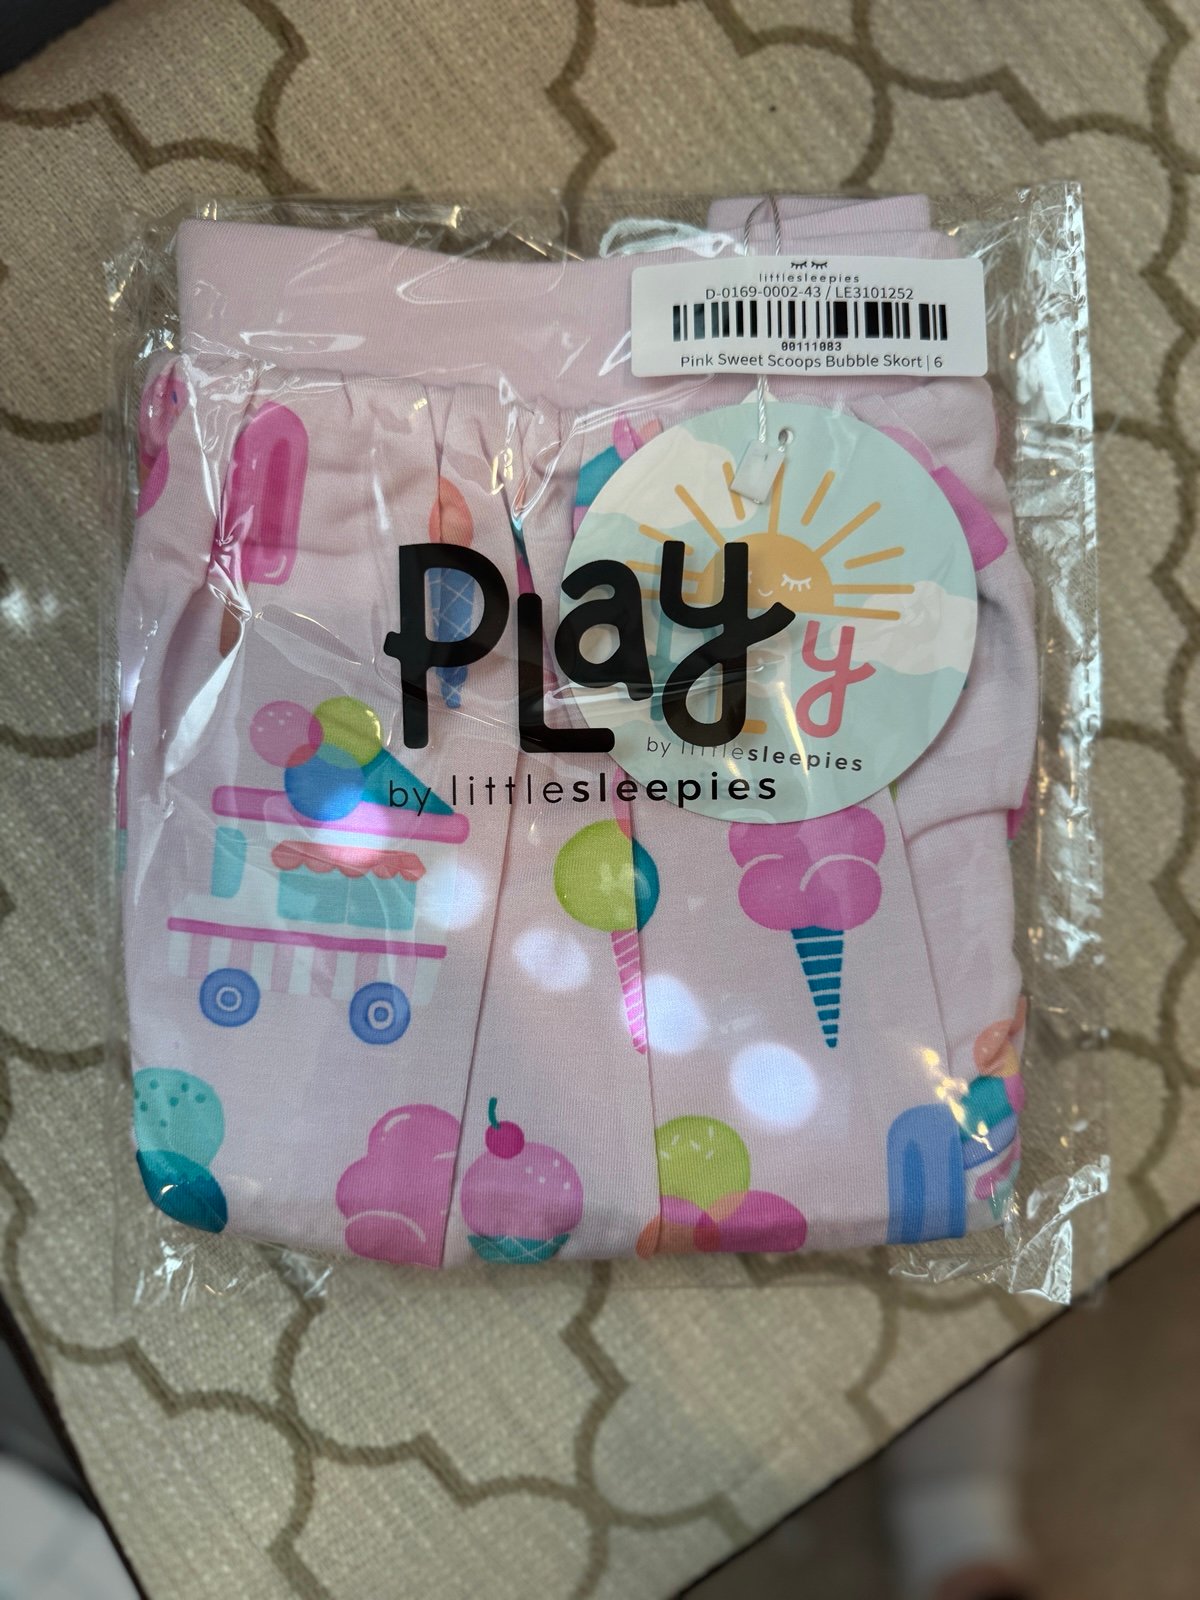 littlesleepies
D-0169-0002-43 / LE3101252
00111083
Pink Sweet Scoops Bubble Skort | 6
PLay
by littlesleepies
y
by littlesleepies